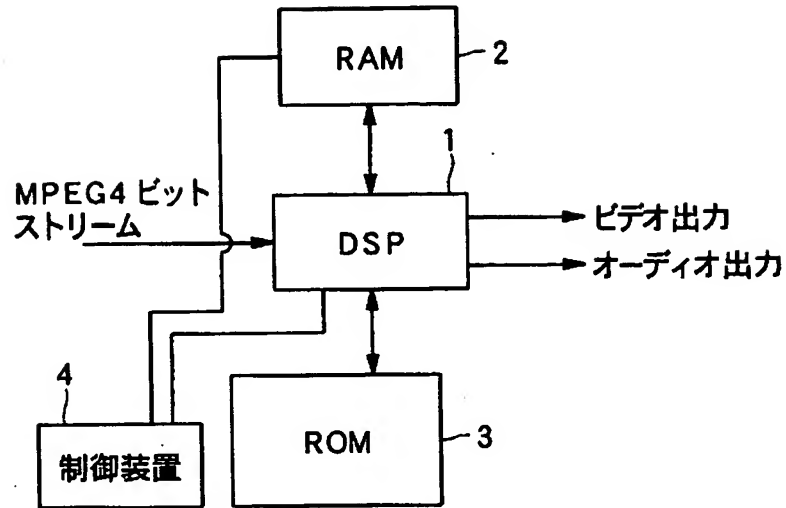 RAM
2
1
MPEG4 ビット
ストリーム
DSP
ビデオ出力
オーディオ出力
4
制御装置
ROM
3